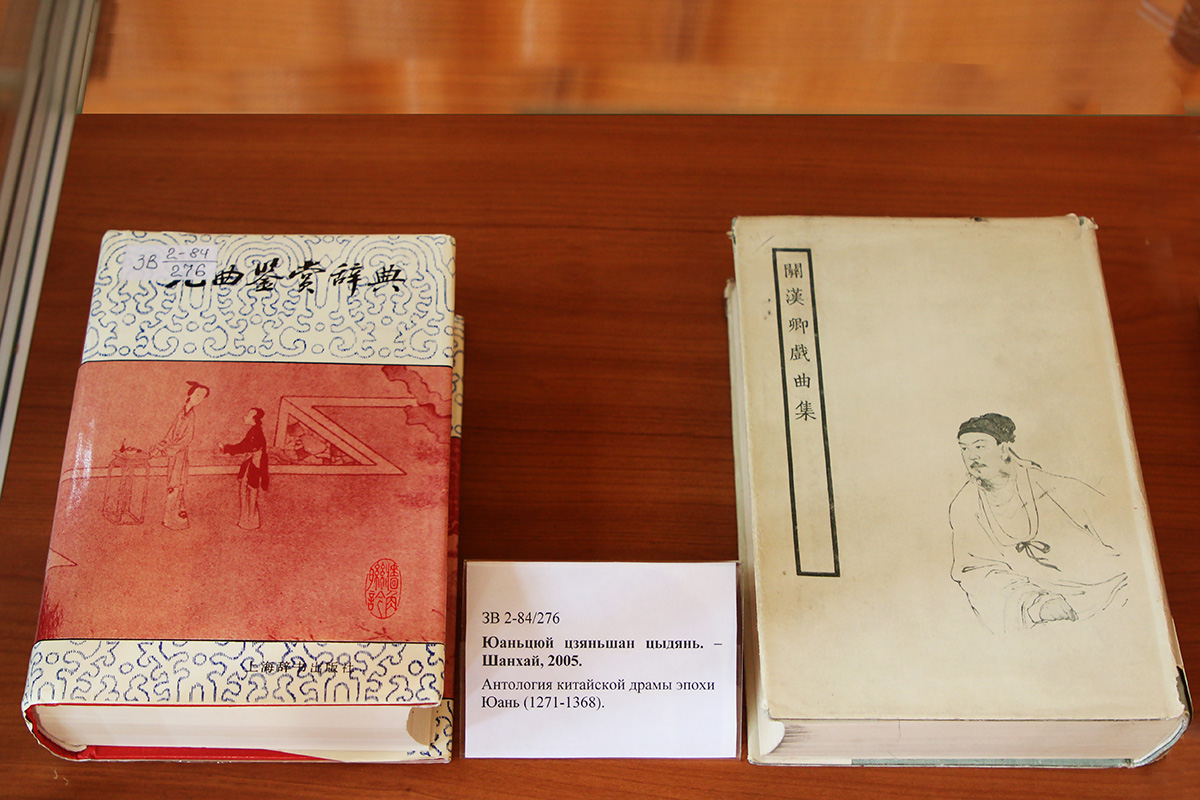 ЗВ 2-84
276
元曲鉴赏辞典
上海辞书出版社
ЗВ 2-84/276
Юаньцюй цзяньшан цыдянь. –
Шанхай, 2005.
Антология китайской драмы эпохи
Юань (1271-1368).
關漢卿戲曲集